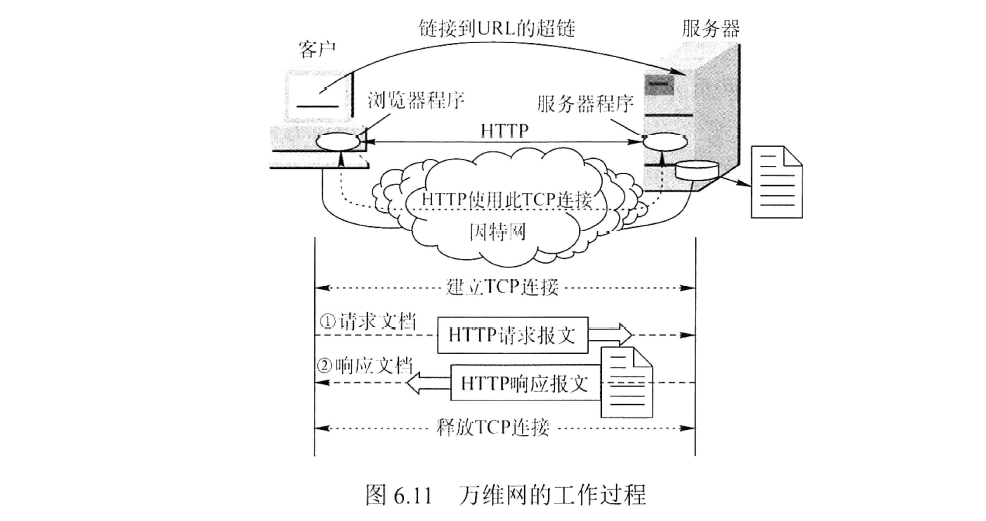 链接到URL的超链
服务器
客户
浏览器程序
服务器程序
HTTP
HTTP使用此TCP连接
因特网
建立TCP连接
①请求文档
HTTP请求报文
②响应文档
HTTP响应报文
释放TCP连接
图 6.11 万维网的工作过程